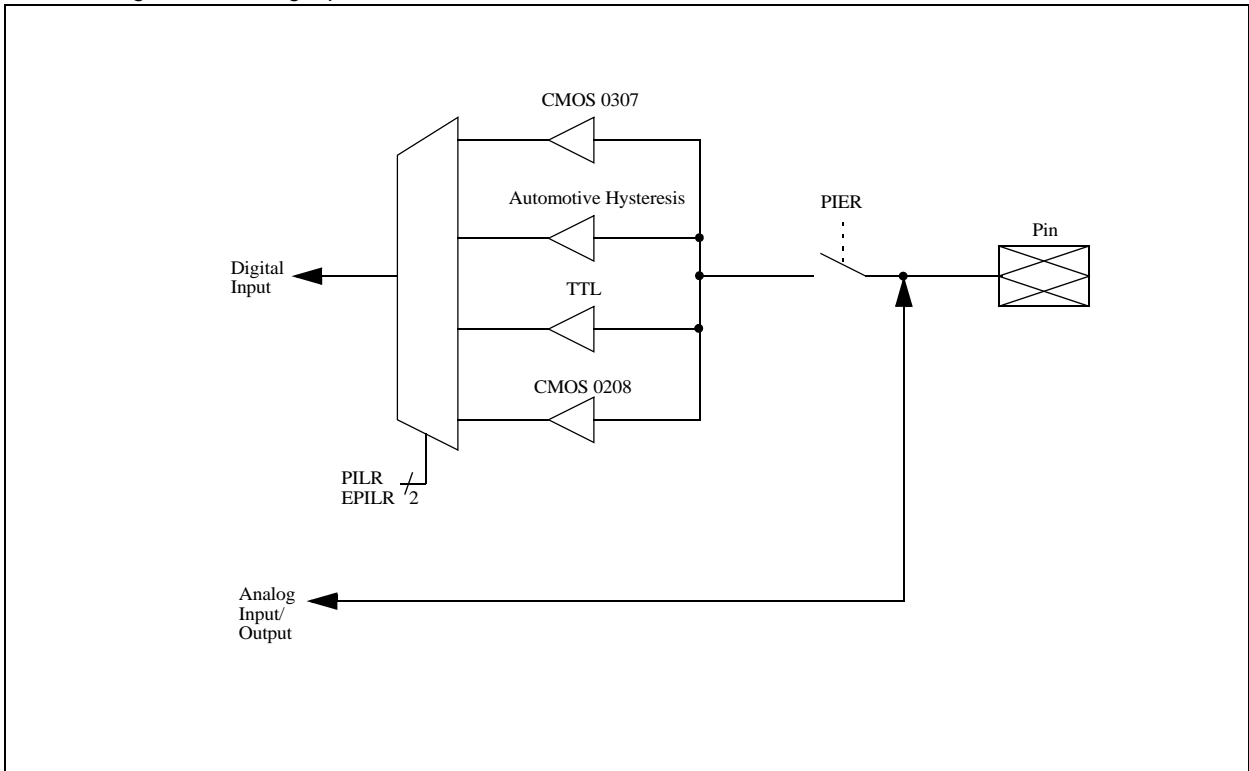 CMOS 0307
Automotive Hysteresis
PIER
Pin
Digital
Input
TTL
CMOS 0208
PILR
EPILR 2
Analog
Input/
Output